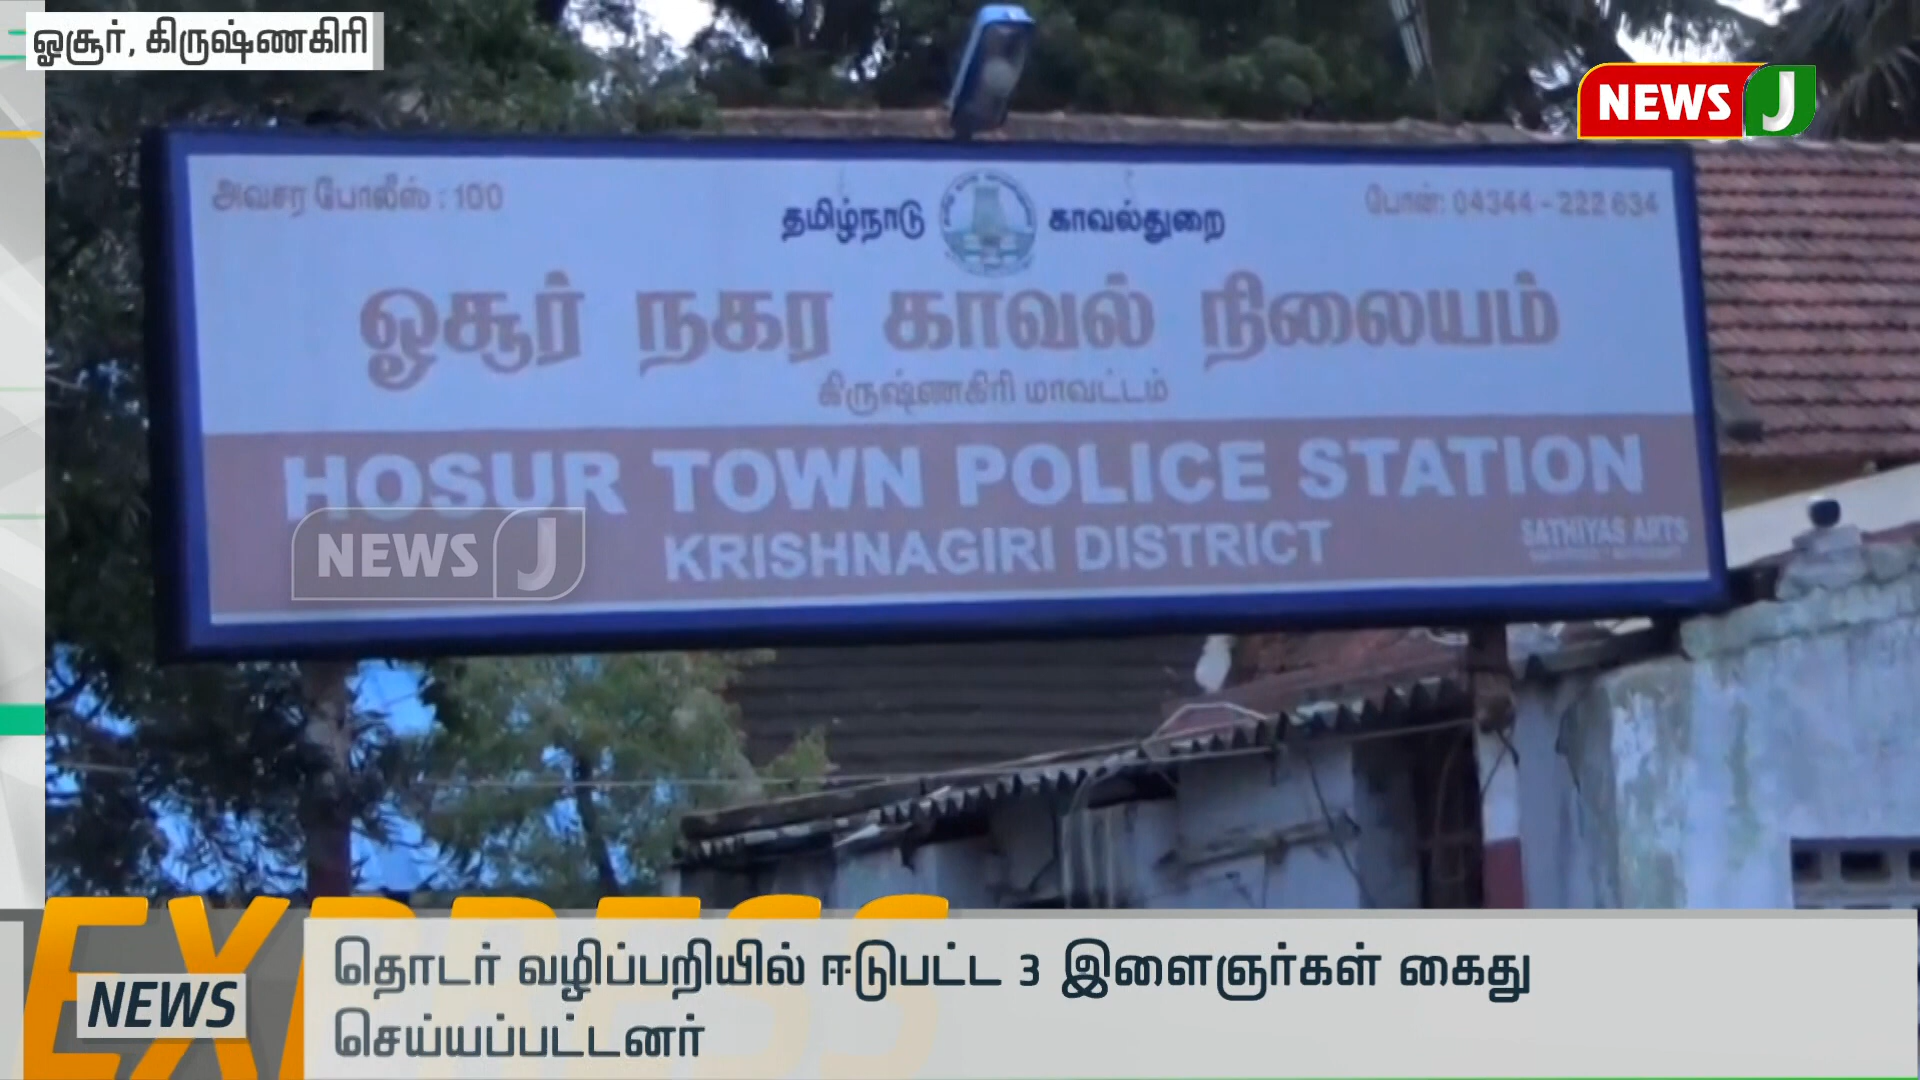 ஓசூர், கிருஷ்ணகிரி
NEWS J
அவசர போலீஸ் : 100
தமிழ்நாடு காவல்துறை
போன்: 04344 - 222 634
ஓசூர் நகர காவல் நிலையம்
கிருஷ்ணகிரி மாவட்டம்
HOSUR TOWN POLICE STATION
KRISHNAGIRI DISTRICT
SATHIYAS ARTS
NEWS J
EXPRESS
NEWS
தொடர் வழிப்பறியில் ஈடுபட்ட 3 இளைஞர்கள் கைது
செய்யப்பட்டனர்